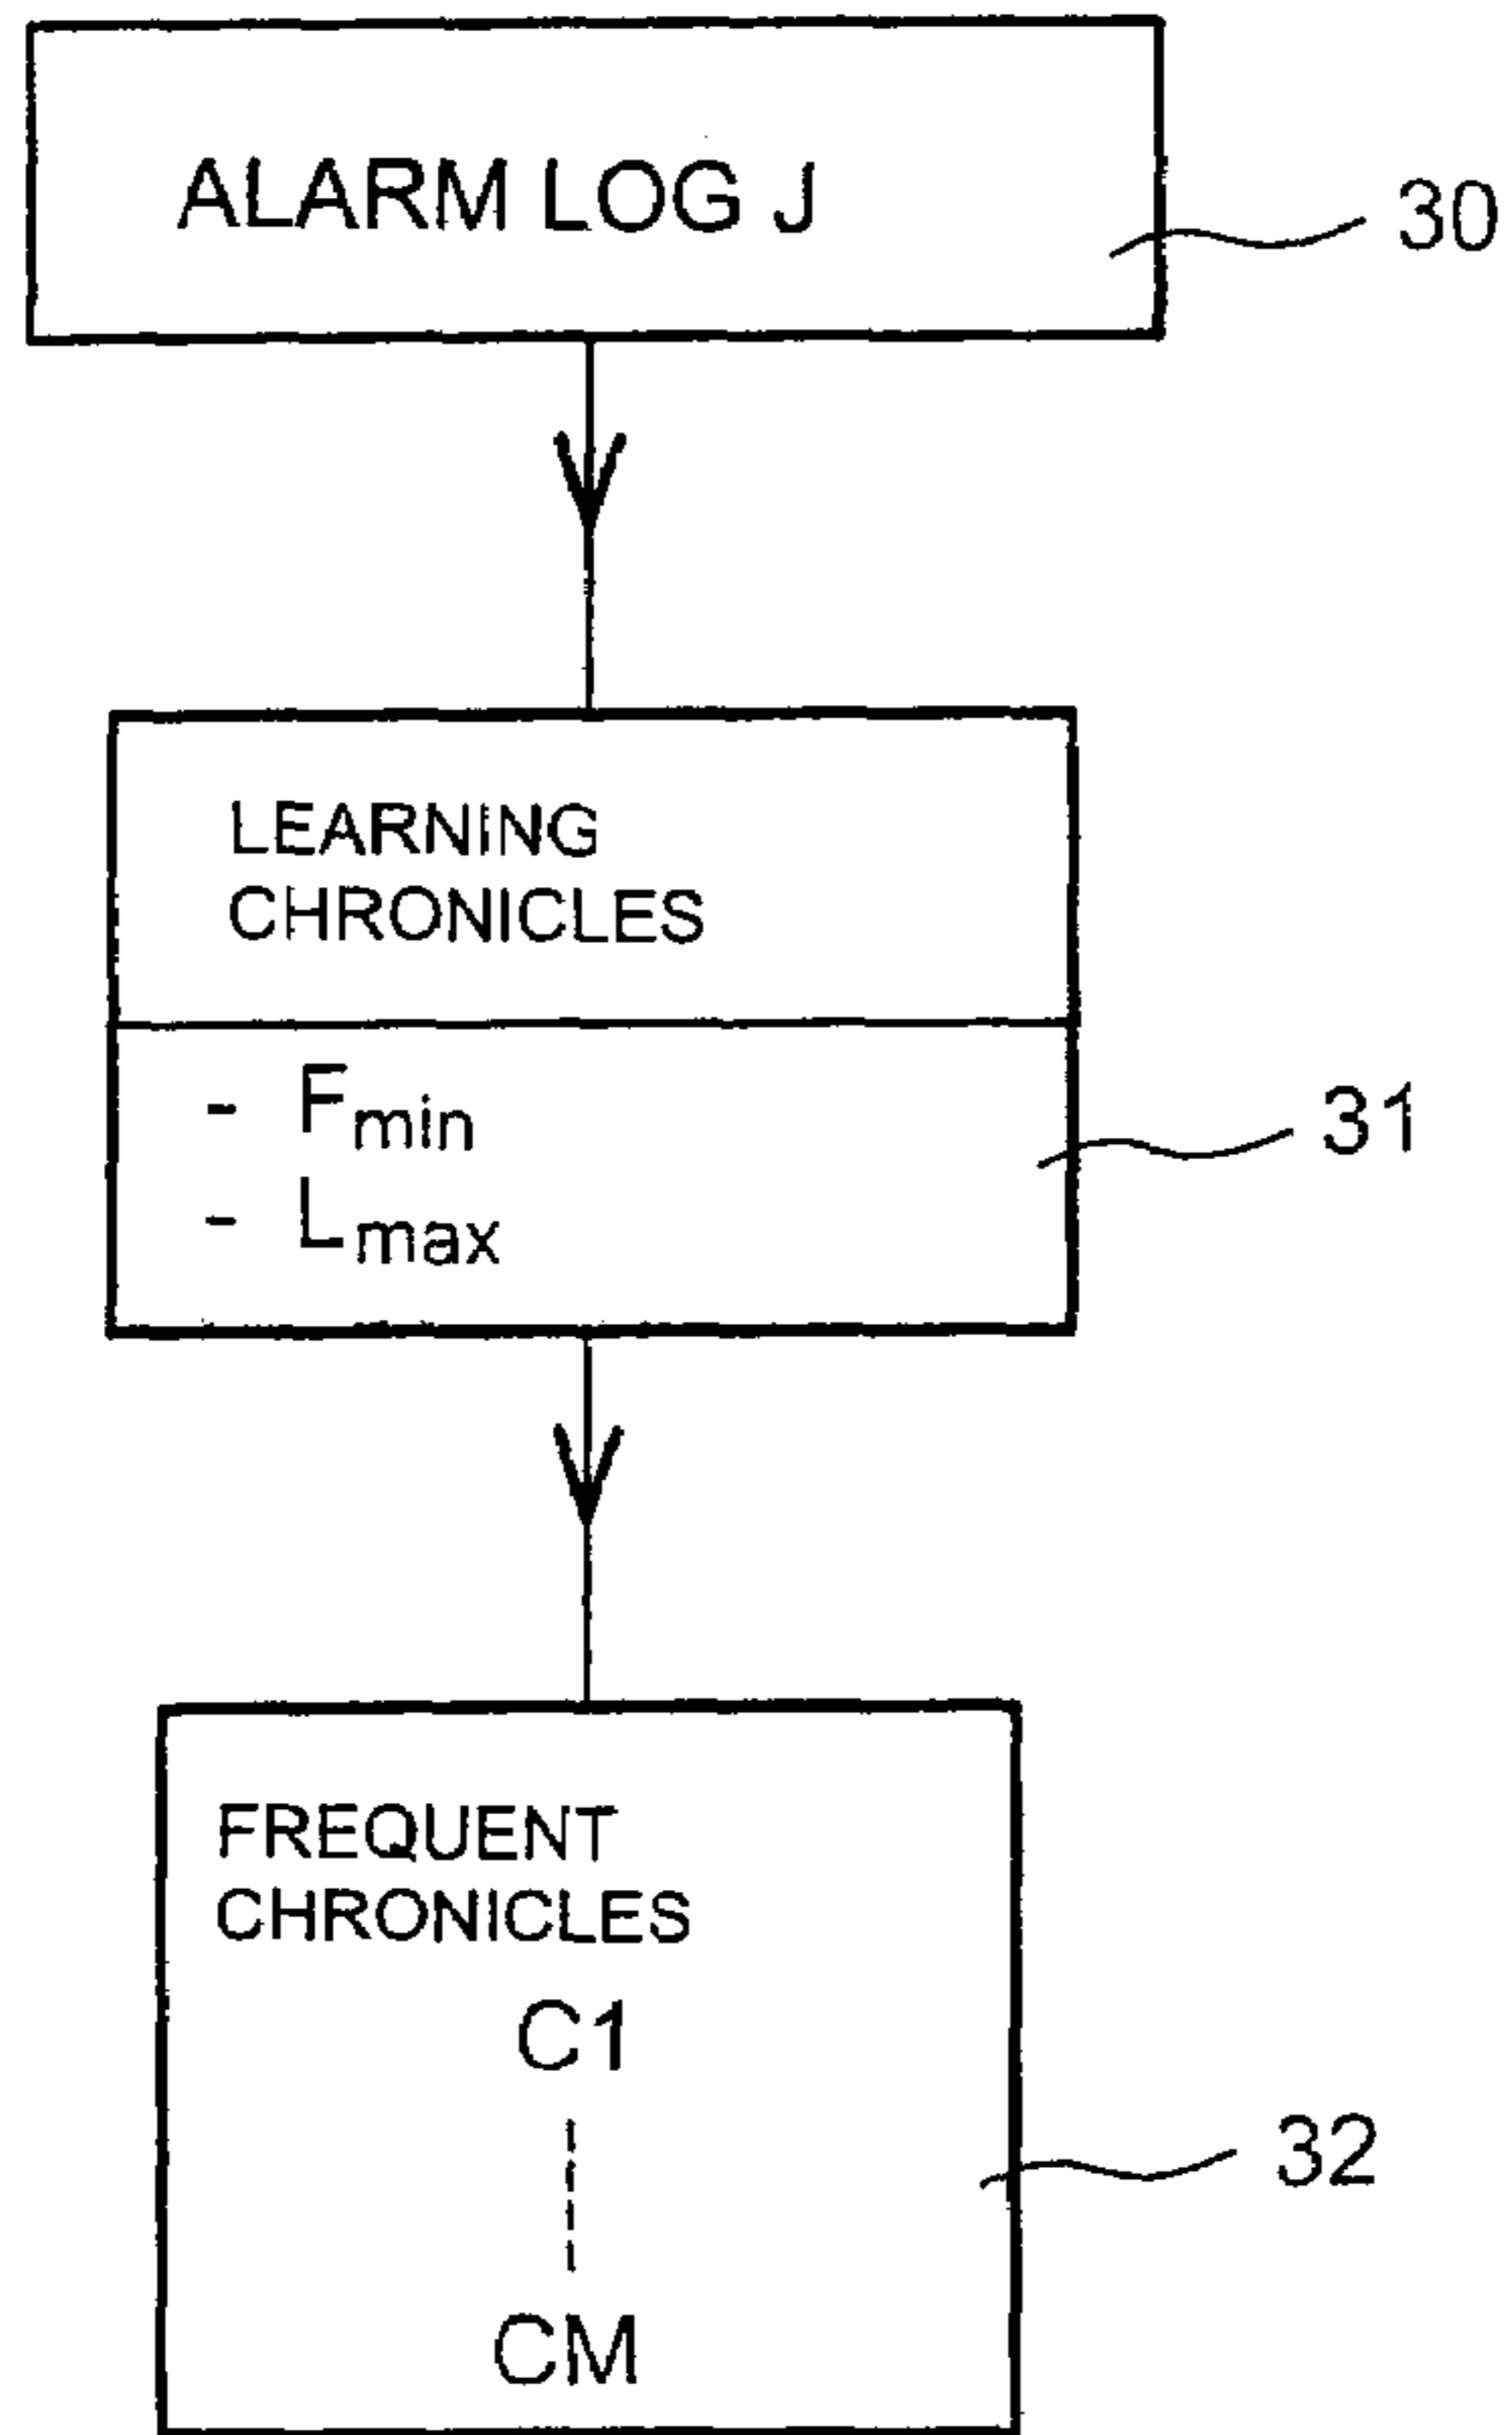 ALARM LOG J
30
LEARNING
CHRONICLES
- Fmin
31
- Lmax
FREQUENT
CHRONICLES
C1
32
CM